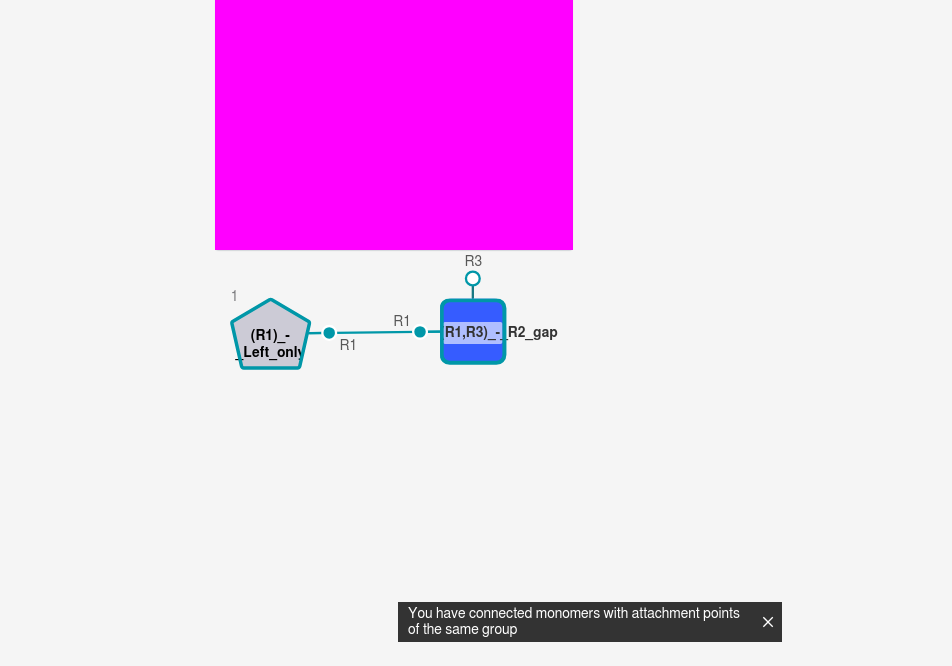 R3
1
R1
(R1)_-
_Left_only
R1,R3)_-_R2_gap
R1
You have connected monomers with attachment points
of the same group